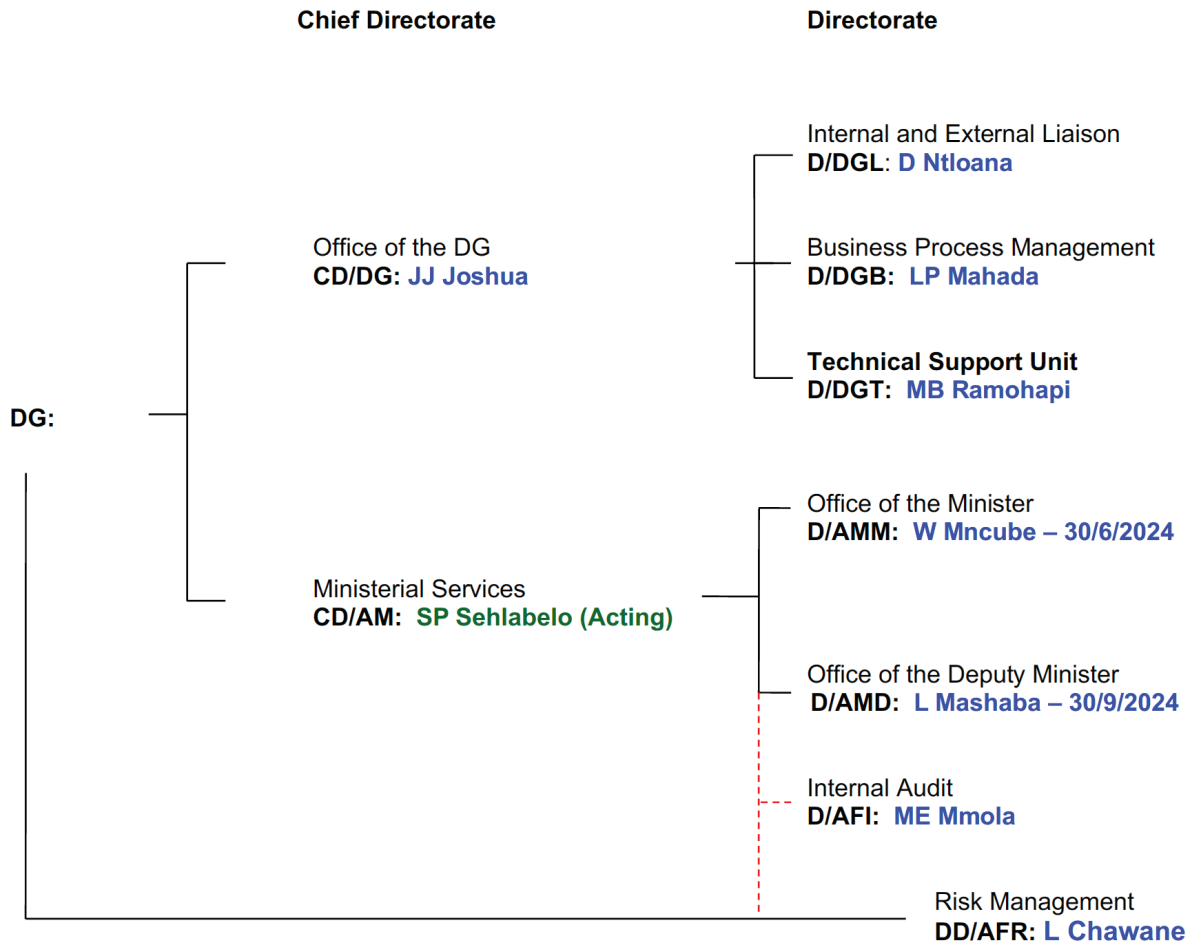 Chief Directorate
Directorate
Internal and External Liaison
D/DGL: D Ntloana
Office of the DG
CD/DG: JJ Joshua
Business Process Management
D/DGB: LP Mahada
Technical Support Unit
D/DGT: MB Ramohapi
DG:
Office of the Minister
D/AMM: W Mncube – 30/6/2024
Ministerial Services
CD/AM: SP Sehlabelo (Acting)
Office of the Deputy Minister
D/AMD: L Mashaba – 30/9/2024
Internal Audit
D/AFI: ME Mmola
Risk Management
DD/AFR: L Chawane